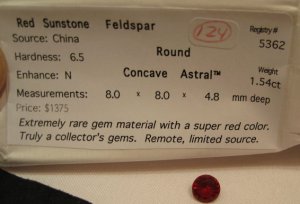 Red Sunstone Feldspar 124 Registry #
Source: China 5362
Hardness: 6.5 Round
Enhance: N Concave Astral™ Weight
1.54ct
Measurements: 8.0 x 8.0 x 4.8 mm deep
Price: $1375
Extremely rare gem material with a super red color.
Truly a collector's gems. Remote, limited source.